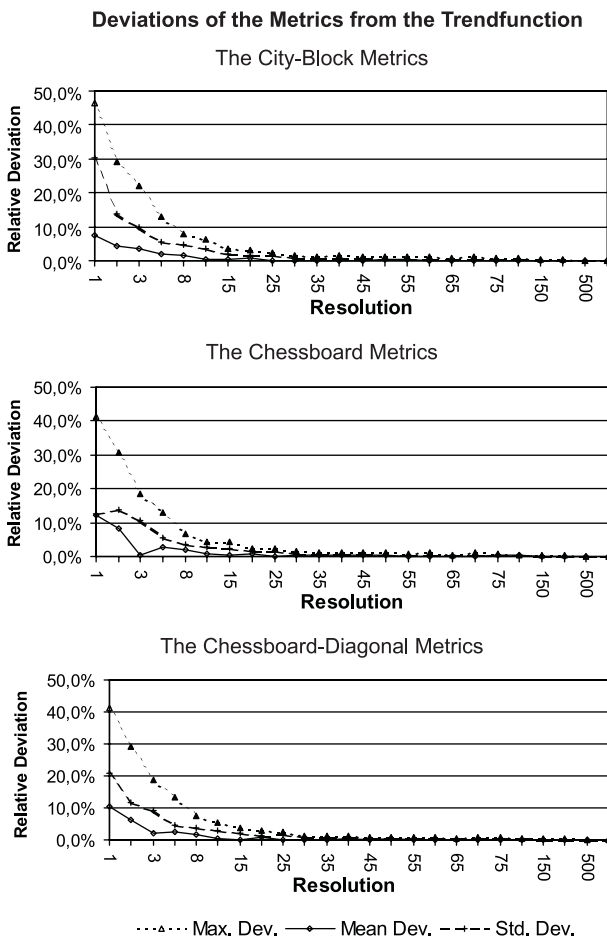 Deviations of the Metrics from the Trendfunction
The City-Block Metrics
Relative Deviation
50,0%
40,0%
30,0%
20,0%
10,0%
0,0%
1 3 8 15 25 35 45 55 65 75 150 500
Resolution
The Chessboard Metrics
Relative Deviation
50,0%
40,0%
30,0%
20,0%
10,0%
0,0%
1 3 8 15 25 35 45 55 65 75 150 500
Resolution
The Chessboard-Diagonal Metrics
Relative Deviation
50,0%
40,0%
30,0%
20,0%
10,0%
0,0%
1 3 8 15 25 35 45 55 65 75 150 500
Resolution
Max. Dev. Mean Dev. Std. Dev.